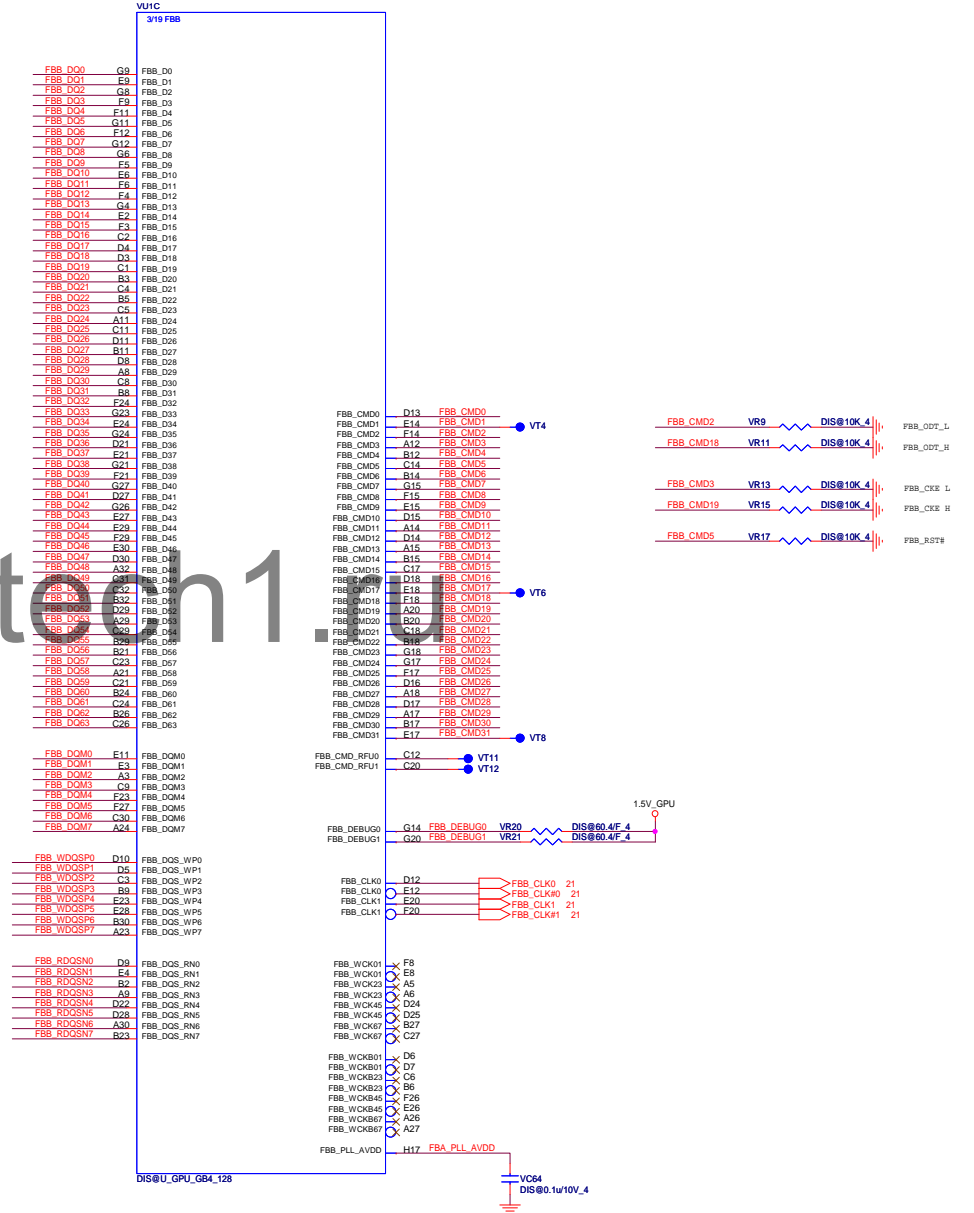 VU1C
3/19 FBB
FBB_DQ0 G9 FBB_D0
FBB_DQ1 E9 FBB_D1
FBB_DQ2 G8 FBB_D2
FBB_DQ3 F9 FBB_D3
FBB_DQ4 F11 FBB_D4
FBB_DQ5 G11 FBB_D5
FBB_DQ6 F12 FBB_D6
FBB_DQ7 G12 FBB_D7
FBB_DQ8 G6 FBB_D8
FBB_DQ9 F5 FBB_D9
FBB_DQ10 E6 FBB_D10
FBB_DQ11 F6 FBB_D11
FBB_DQ12 F4 FBB_D12
FBB_DQ13 G4 FBB_D13
FBB_DQ14 E2 FBB_D14
FBB_DQ15 F3 FBB_D15
FBB_DQ16 C2 FBB_D16
FBB_DQ17 D4 FBB_D17
FBB_DQ18 D3 FBB_D18
FBB_DQ19 C1 FBB_D19
FBB_DQ20 B3 FBB_D20
FBB_DQ21 C4 FBB_D21
FBB_DQ22 B5 FBB_D22
FBB_DQ23 C5 FBB_D23
FBB_DQ24 A11 FBB_D24
FBB_DQ25 C11 FBB_D25
FBB_DQ26 D11 FBB_D26
FBB_DQ27 B11 FBB_D27
FBB_DQ28 D8 FBB_D28
FBB_DQ29 A8 FBB_D29
FBB_DQ30 C8 FBB_D30
FBB_DQ31 B8 FBB_D31
FBB_DQ32 F24 FBB_D32
FBB_DQ33 G23 FBB_D33
FBB_DQ34 E24 FBB_D34
FBB_DQ35 G24 FBB_D35
FBB_DQ36 D21 FBB_D36
FBB_DQ37 E21 FBB_D37
FBB_DQ38 G21 FBB_D38
FBB_DQ39 F21 FBB_D39
FBB_DQ40 G27 FBB_D40
FBB_DQ41 D27 FBB_D41
FBB_DQ42 G26 FBB_D42
FBB_DQ43 E27 FBB_D43
FBB_DQ44 E29 FBB_D44
FBB_DQ45 F29 FBB_D45
FBB_DQ46 E30 FBB_D46
FBB_DQ47 D30 FBB_D47
FBB_DQ48 A32 FBB_D48
FBB_DQ49 C31 FBB_D49
FBB_DQ50 C32 FBB_D50
FBB_DQ51 B32 FBB_D51
FBB_DQ52 D29 FBB_D52
FBB_DQ53 A29 FBB_D53
FBB_DQ54 C29 FBB_D54
FBB_DQ55 B29 FBB_D55
FBB_DQ56 B21 FBB_D56
FBB_DQ57 C23 FBB_D57
FBB_DQ58 A21 FBB_D58
FBB_DQ59 C21 FBB_D59
FBB_DQ60 B24 FBB_D60
FBB_DQ61 C24 FBB_D61
FBB_DQ62 B26 FBB_D62
FBB_DQ63 C26 FBB_D63
FBB_DQM0 E11 FBB_DQM0
FBB_DQM1 E3 FBB_DQM1
FBB_DQM2 A3 FBB_DQM2
FBB_DQM3 C9 FBB_DQM3
FBB_DQM4 F23 FBB_DQM4
FBB_DQM5 F27 FBB_DQM5
FBB_DQM6 C30 FBB_DQM6
FBB_DQM7 A24 FBB_DQM7
FBB_WDQSP0 D10 FBB_DQS_WP0
FBB_WDQSP1 D5 FBB_DQS_WP1
FBB_WDQSP2 C3 FBB_DQS_WP2
FBB_WDQSP3 B9 FBB_DQS_WP3
FBB_WDQSP4 E23 FBB_DQS_WP4
FBB_WDQSP5 E28 FBB_DQS_WP5
FBB_WDQSP6 B30 FBB_DQS_WP6
FBB_WDQSP7 A23 FBB_DQS_WP7
FBB_RDQSN0 D9 FBB_DQS_RN0
FBB_RDQSN1 E4 FBB_DQS_RN1
FBB_RDQSN2 B2 FBB_DQS_RN2
FBB_RDQSN3 A9 FBB_DQS_RN3
FBB_RDQSN4 D22 FBB_DQS_RN4
FBB_RDQSN5 D28 FBB_DQS_RN5
FBB_RDQSN6 A30 FBB_DQS_RN6
FBB_RDQSN7 B23 FBB_DQS_RN7
FBB_CMD0 D13 FBB_CMD0
FBB_CMD1 E14 FBB_CMD1 VT4
FBB_CMD2 F14 FBB_CMD2
FBB_CMD3 A12 FBB_CMD3
FBB_CMD4 B12 FBB_CMD4
FBB_CMD5 C14 FBB_CMD5
FBB_CMD6 B14 FBB_CMD6
FBB_CMD7 G15 FBB_CMD7
FBB_CMD8 F15 FBB_CMD8
FBB_CMD9 E15 FBB_CMD9
FBB_CMD10 D15 FBB_CMD10
FBB_CMD11 A14 FBB_CMD11
FBB_CMD12 D14 FBB_CMD12
FBB_CMD13 A15 FBB_CMD13
FBB_CMD14 B15 FBB_CMD14
FBB_CMD15 C17 FBB_CMD15
FBB_CMD16 D18 FBB_CMD16
FBB_CMD17 E18 FBB_CMD17 VT6
FBB_CMD18 F18 FBB_CMD18
FBB_CMD19 A20 FBB_CMD19
FBB_CMD20 B20 FBB_CMD20
FBB_CMD21 C18 FBB_CMD21
FBB_CMD22 B18 FBB_CMD22
FBB_CMD23 G18 FBB_CMD23
FBB_CMD24 G17 FBB_CMD24
FBB_CMD25 F17 FBB_CMD25
FBB_CMD26 D16 FBB_CMD26
FBB_CMD27 A18 FBB_CMD27
FBB_CMD28 D17 FBB_CMD28
FBB_CMD29 A17 FBB_CMD29
FBB_CMD30 B17 FBB_CMD30
FBB_CMD31 E17 FBB_CMD31 VT8
FBB_CMD_RFU0 C12 VT11
FBB_CMD_RFU1 C20 VT12
1.5V_GPU
FBB_DEBUG0 G14 FBB_DEBUG0 VR20 DIS@60.4/F_4
FBB_DEBUG1 G20 FBB_DEBUG1 VR21 DIS@60.4/F_4
FBB_CLK0 D12 FBB_CLK0 21
FBB_CLK0 E12 FBB_CLK#0 21
FBB_CLK1 E20 FBB_CLK1 21
FBB_CLK1 F20 FBB_CLK#1 21
FBB_WCK01 F8
FBB_WCK01 E8
FBB_WCK23 A5
FBB_WCK23 A6
FBB_WCK45 D24
FBB_WCK45 D25
FBB_WCK67 B27
FBB_WCK67 C27
FBB_WCKB01 D6
FBB_WCKB01 D7
FBB_WCKB23 C6
FBB_WCKB23 B6
FBB_WCKB45 F26
FBB_WCKB45 E26
FBB_WCKB67 A26
FBB_WCKB67 A27
FBB_PLL_AVDD H17 FBA_PLL_AVDD
VC64
DIS@0.1u/10V_4
DIS@U_GPU_GB4_128
FBB_CMD2 VR9 DIS@10K_4 FBB_ODT_L
FBB_CMD18 VR11 DIS@10K_4 FBB_ODT_H
FBB_CMD3 VR13 DIS@10K_4 FBB_CKE L
FBB_CMD19 VR15 DIS@10K_4 FBB_CKE H
FBB_CMD5 VR17 DIS@10K_4 FBB_RST#
tech1.ru